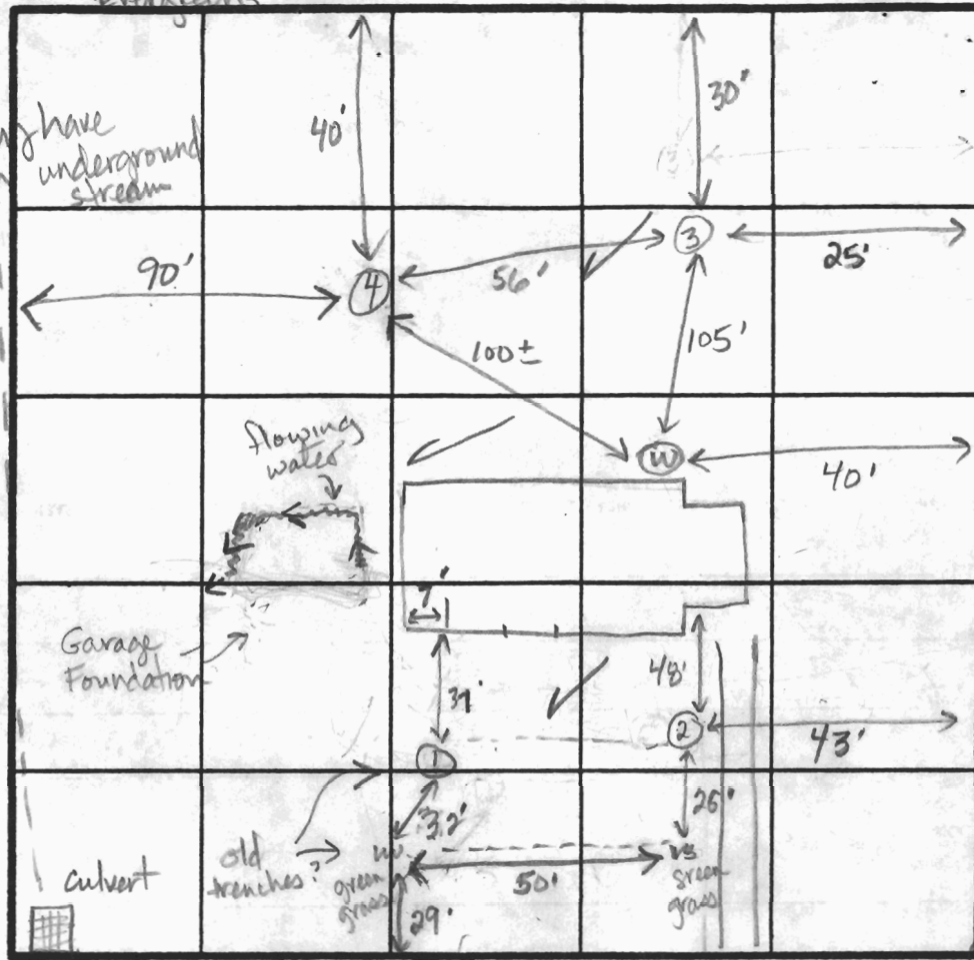 40'
30'
have
underground
stream
3
25'
90'
4
56'
100±
105'
flowing
water
W
40'
7'
Garage
Foundation
37'
48'
2
43'
1
32'
26'
old
trenches?
green
grass
50'
green
grass
culvert
29'